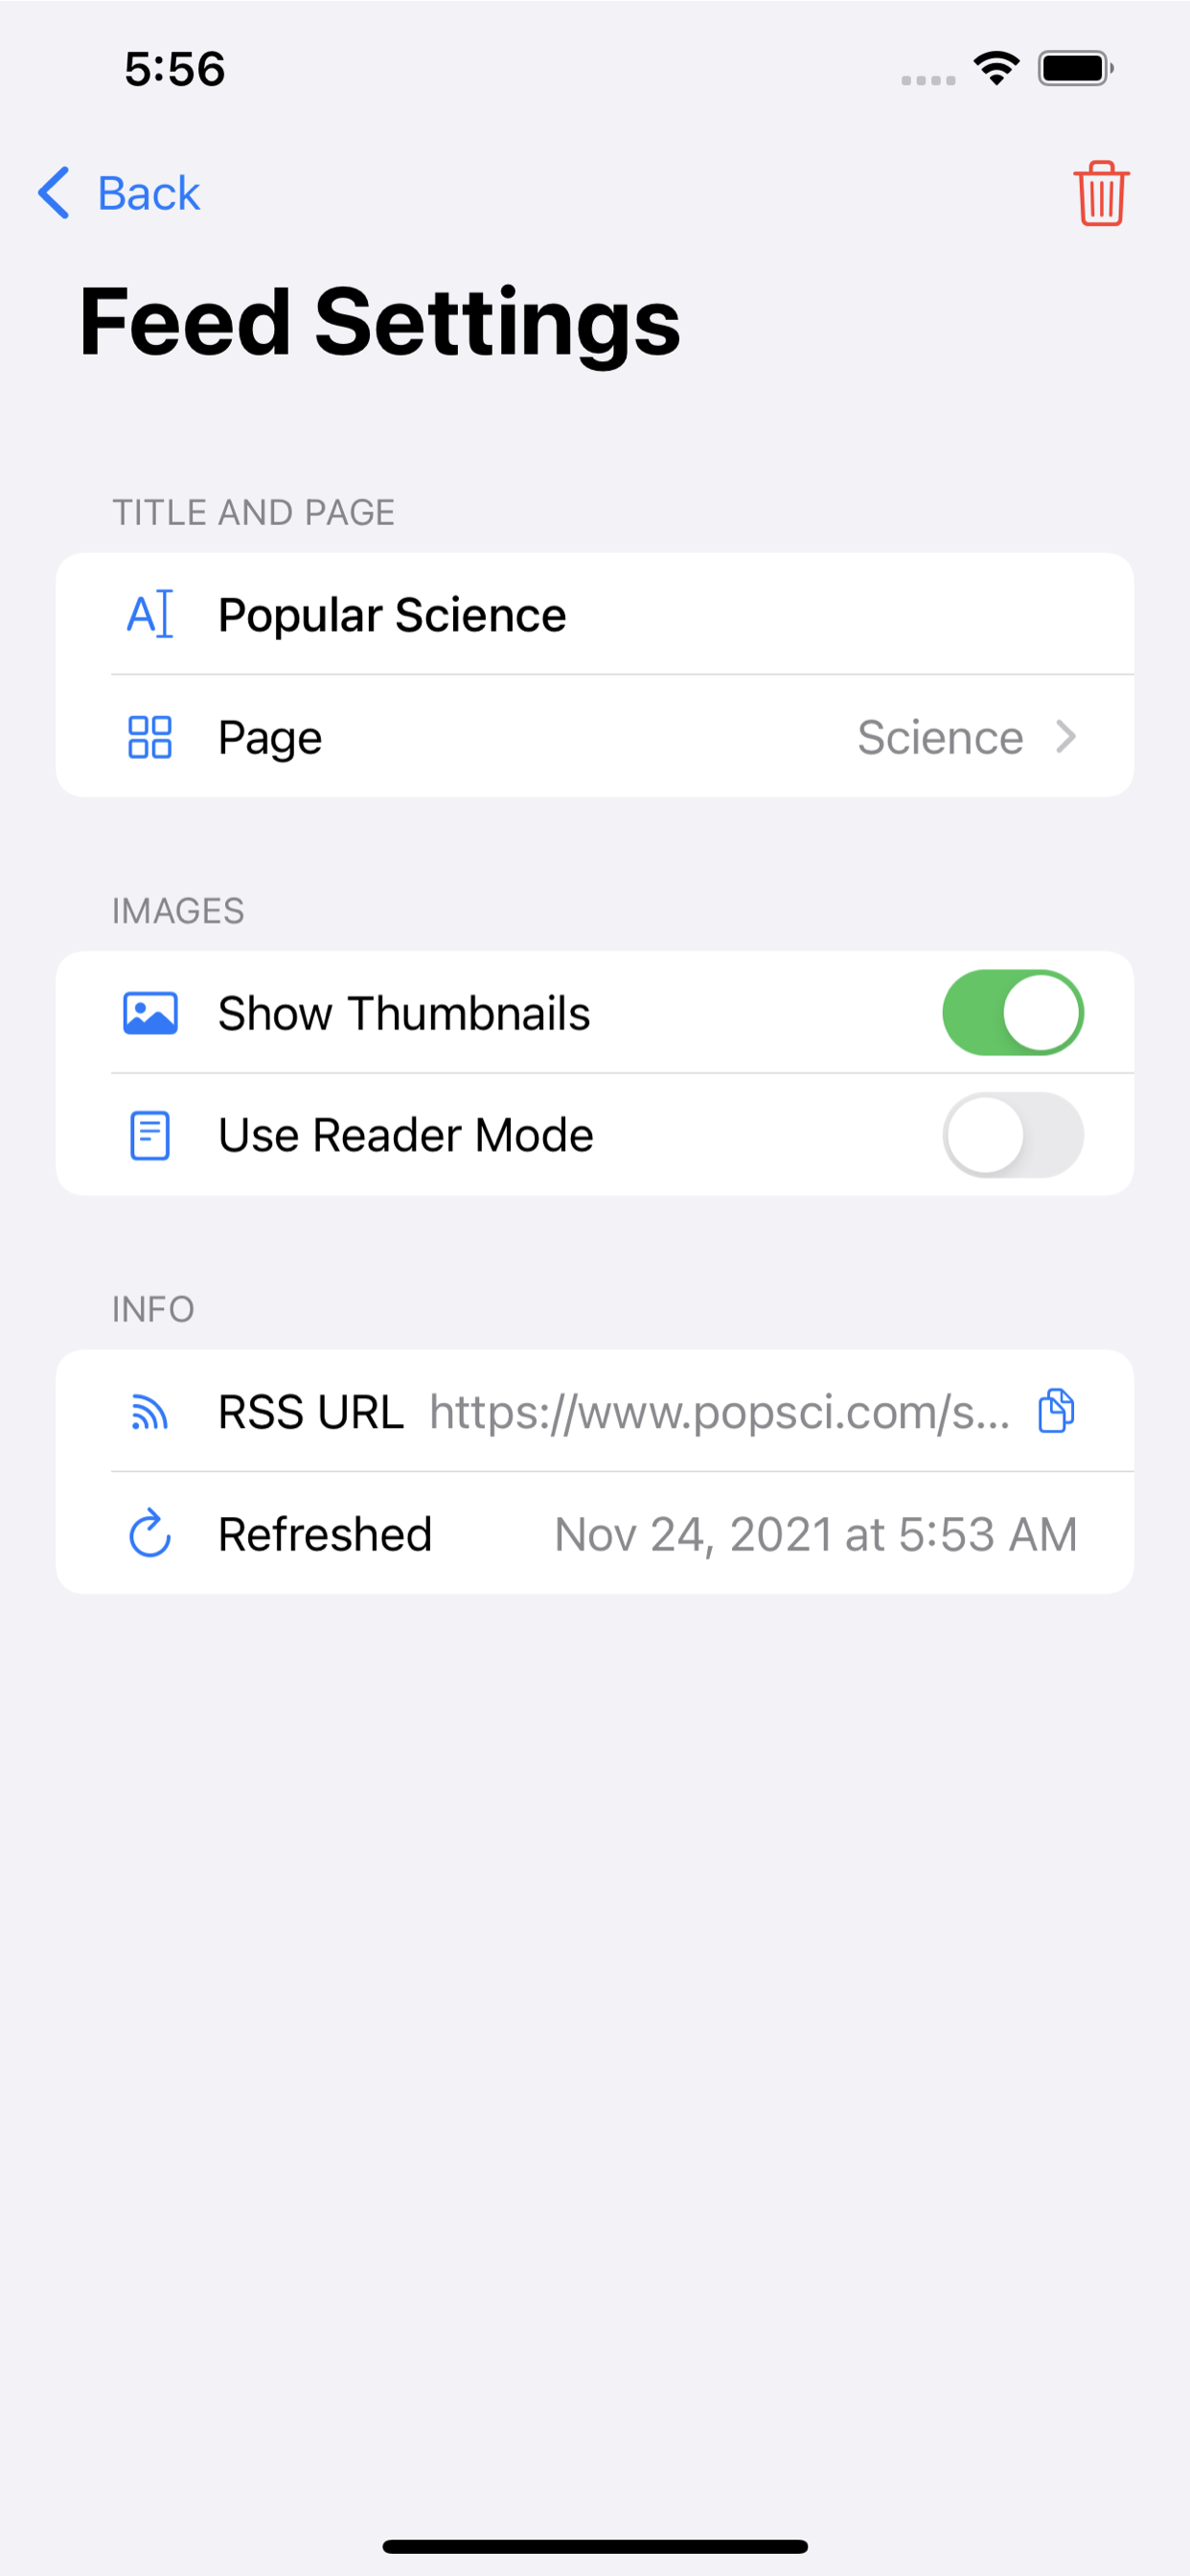 5:56
Back
Feed Settings
TITLE AND PAGE
Popular Science
Page Science
IMAGES
Show Thumbnails
Use Reader Mode
INFO
RSS URL https://www.popsci.com/s...
Refreshed Nov 24, 2021 at 5:53 AM